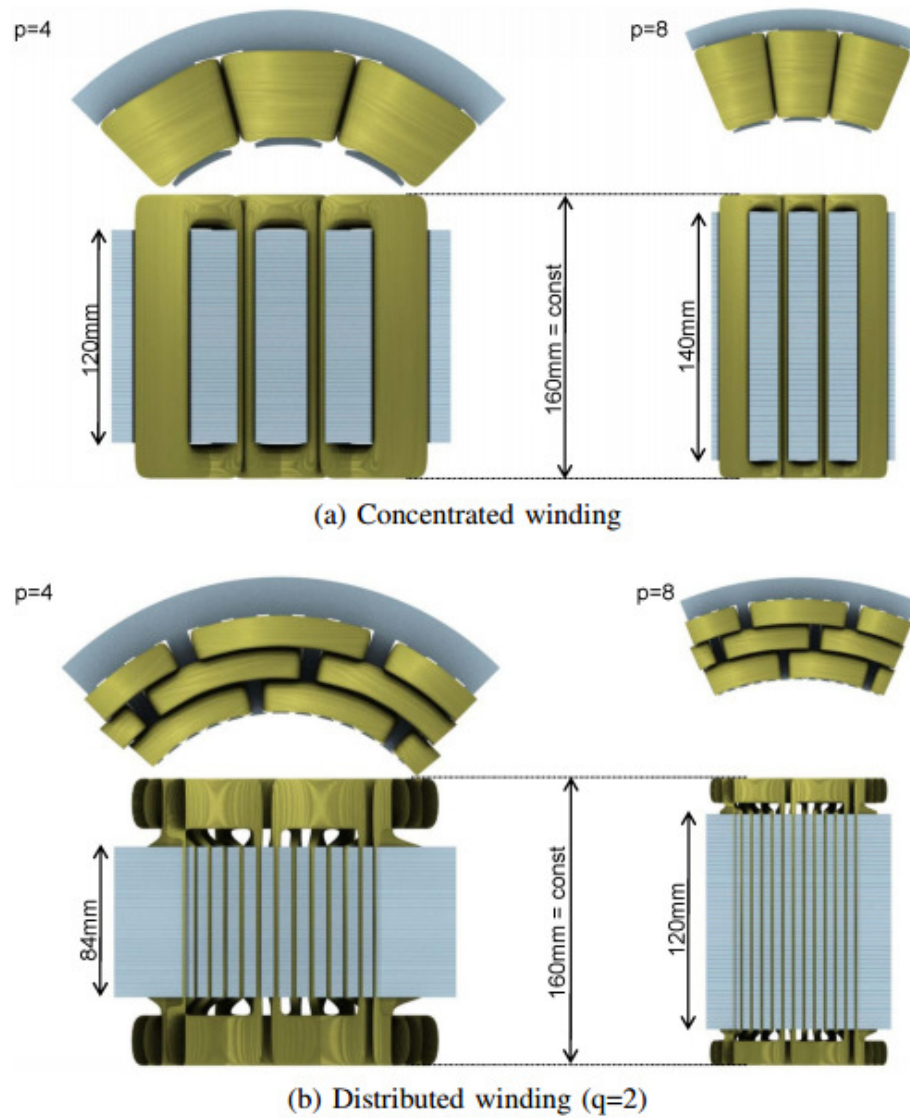 p=4
p=8
120mm
160mm = const
140mm
(a) Concentrated winding
p=4
p=8
84mm
160mm = const
120mm
(b) Distributed winding (q=2)